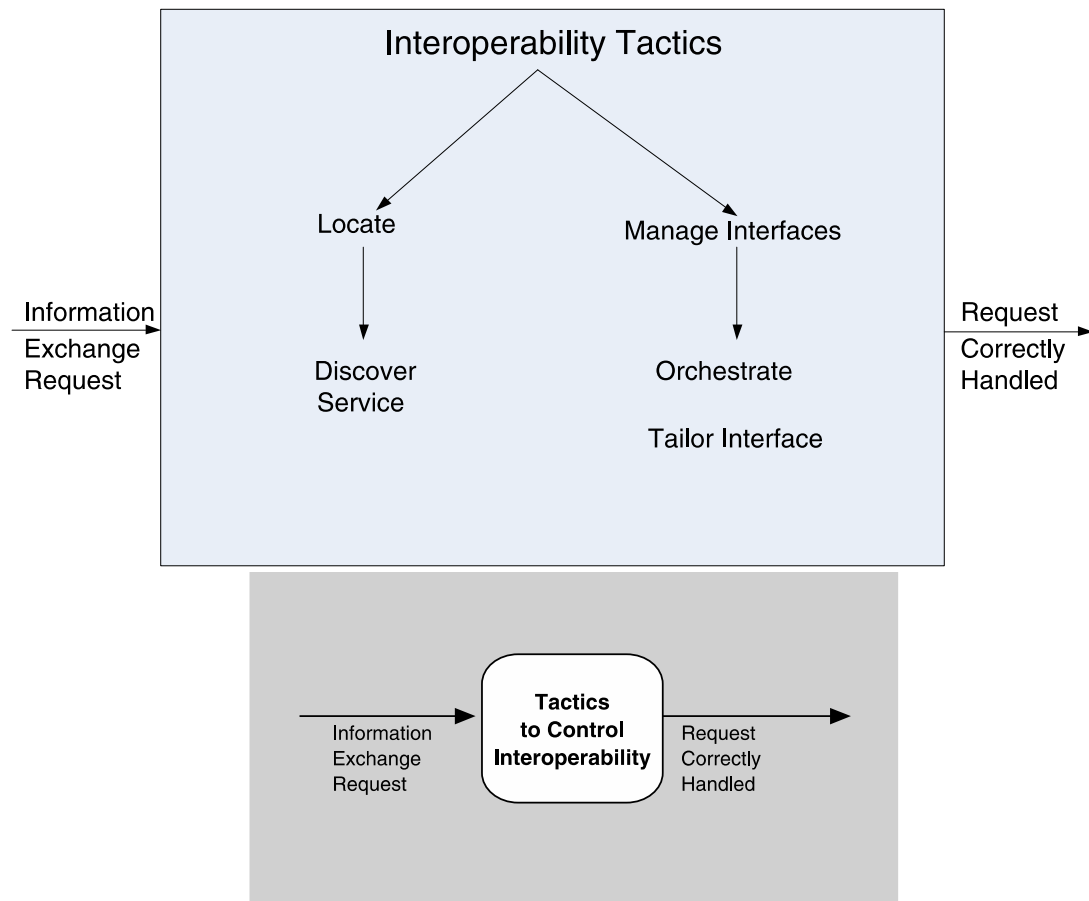 Interoperability Tactics
Locate
Manage Interfaces
Information
Exchange
Request
Request
Correctly
Handled
Discover
Service
Orchestrate
Tailor Interface
Tactics
to Control
Interoperability
Information
Exchange
Request
Request
Correctly
Handled